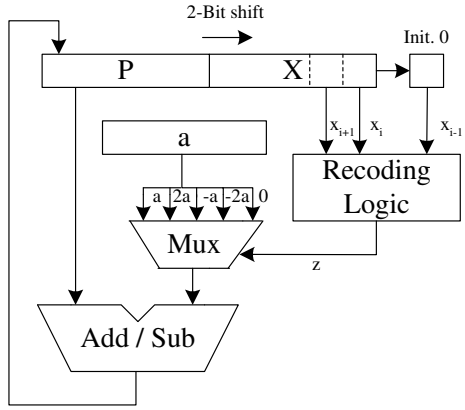 2-Bit shift
Init. 0
P X
x_{i+1} x_i x_{i-1}
a
Recoding
Logic
a 2a -a -2a 0
Mux
z
Add / Sub